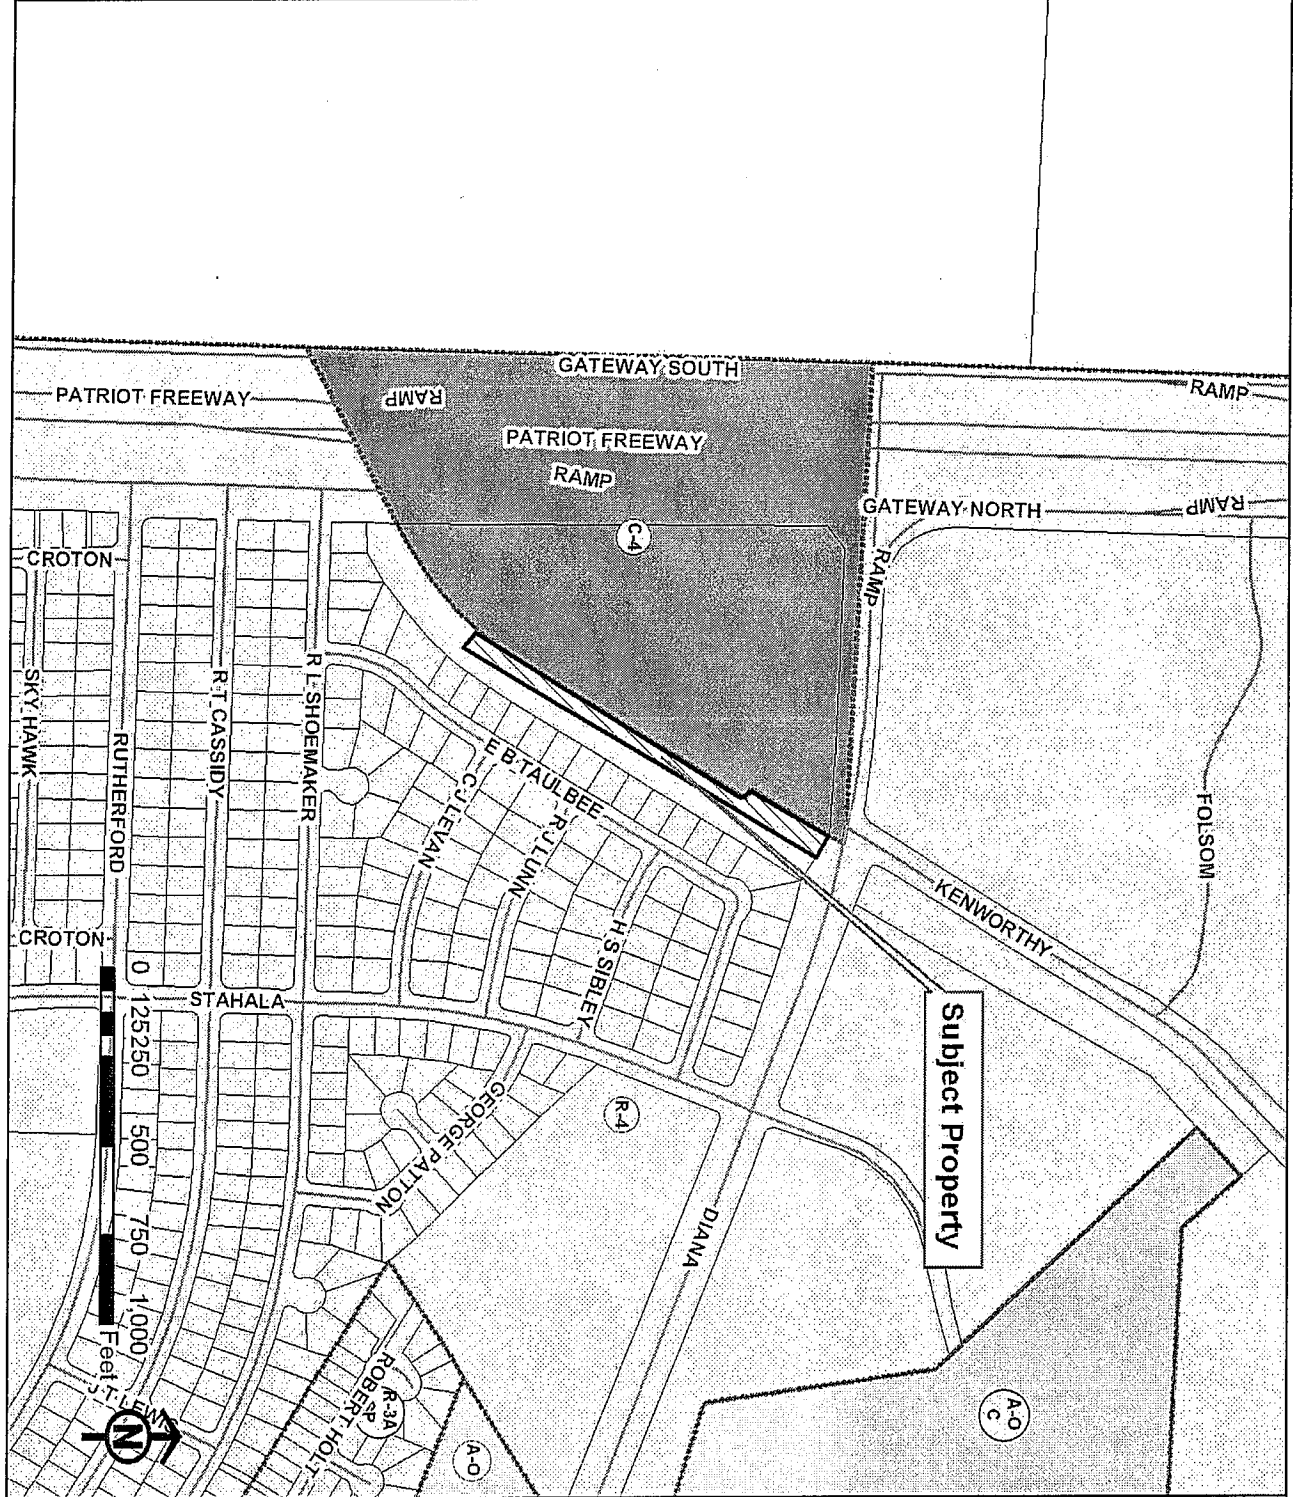 GATEWAY SOUTH
RAMP
PATRIOT FREEWAY
RAMP
PATRIOT FREEWAY
RAMP
C-4
GATEWAY NORTH
RAMP
RAMP
CROTON
SKY HAWK
RUTHERFORD
R T CASSIDY
R L SHOEMAKER
E B TAULBEE
C J LEVAN
R J LUNN
H S SIBLEY
KENWORTHY
FOLSOM
CROTON
STAHALA
Subject Property
GEORGE PATTON
R-4
DIANA
0 125 250 500 750 1,000
Feet
J T LEWIS
N
ROBERT HOLT
R-3A
A-O
A-O
C